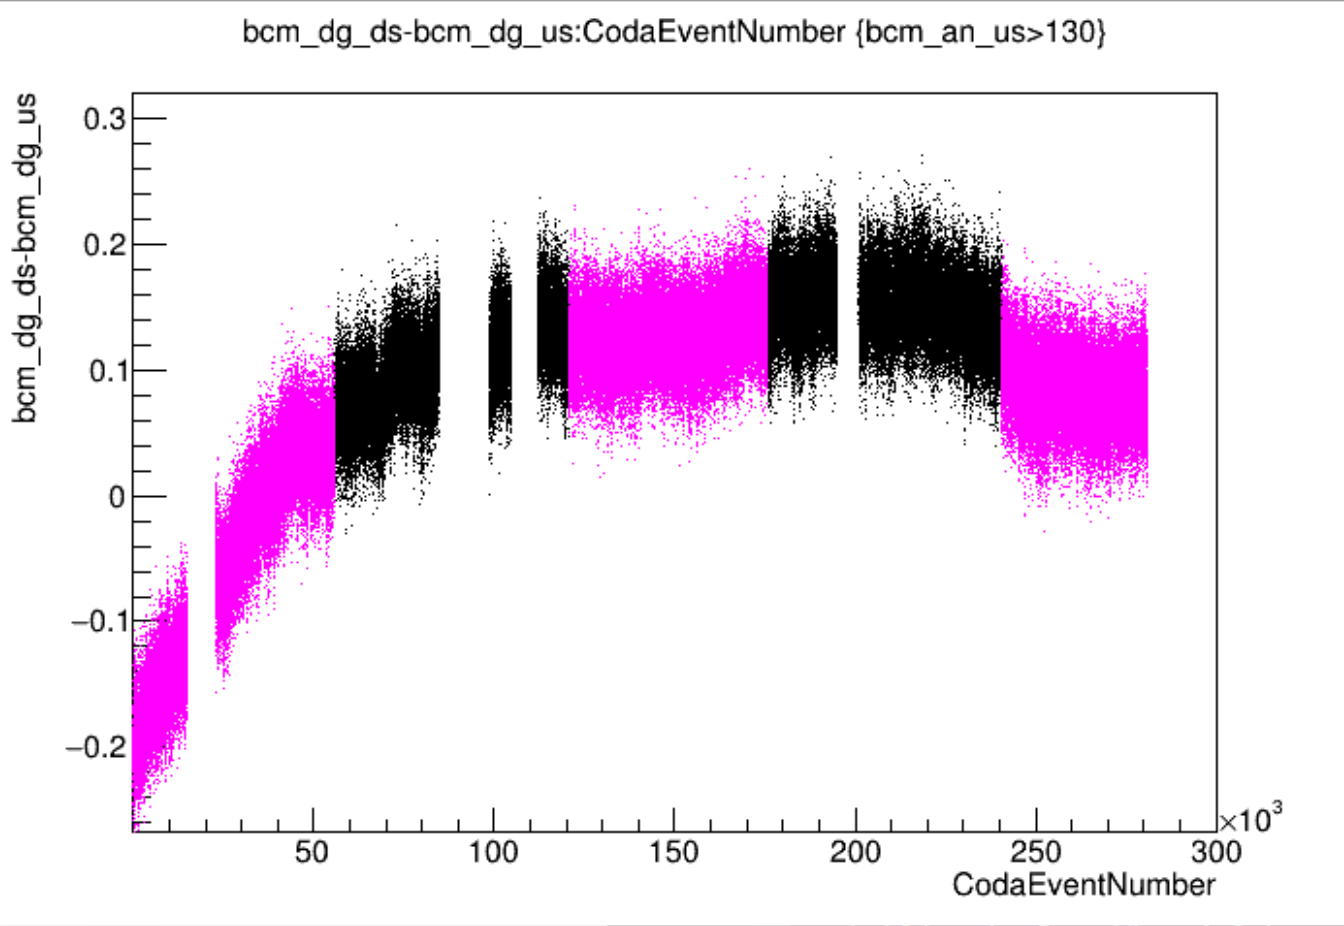 bcm_dg_ds-bcm_dg_us:CodaEventNumber {bcm_an_us>130}
bcm_dg_ds-bcm_dg_us
0.3
0.2
0.1
0
−0.1
−0.2
50 100 150 200 250 300
×10³
CodaEventNumber